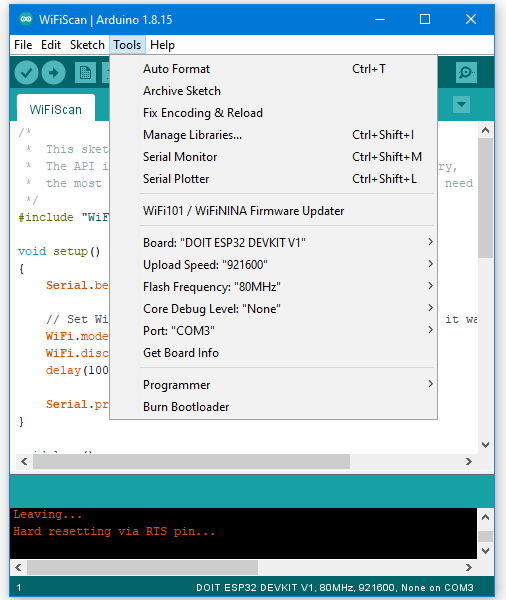 WiFiScan | Arduino 1.8.15
File Edit Sketch Tools Help
WiFiScan
Auto Format Ctrl+T
Archive Sketch
Fix Encoding & Reload
Manage Libraries... Ctrl+Shift+I
Serial Monitor Ctrl+Shift+M
Serial Plotter Ctrl+Shift+L
WiFi101 / WiFiNINA Firmware Updater
Board: "DOIT ESP32 DEVKIT V1"
Upload Speed: "921600"
Flash Frequency: "80MHz"
Core Debug Level: "None"
Port: "COM3"
Get Board Info
Programmer
Burn Bootloader
/*
* This sket
* The API i ry,
* the most need
*/
#include "WiF
void setup()
{
Serial.be
// Set Wi it wa
WiFi.mode
WiFi.disc
delay(100
Serial.pr
}
Leaving...
Hard resetting via RTS pin...
1 DOIT ESP32 DEVKIT V1, 80MHz, 921600, None on COM3